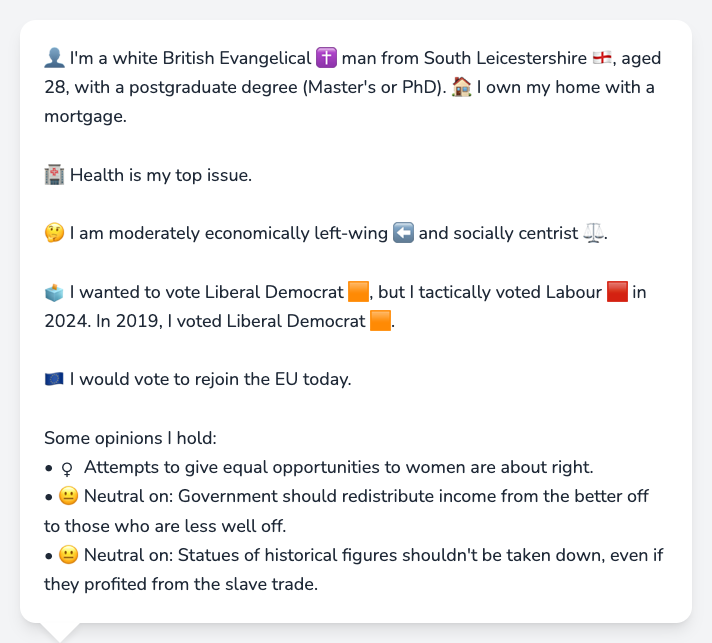 👤 I'm a white British Evangelical ✝️ man from South Leicestershire 🏴󠁧󠁢󠁥󠁮󠁧󠁿, aged
28, with a postgraduate degree (Master's or PhD). 🏠 I own my home with a
mortgage.
🏥 Health is my top issue.
🤔 I am moderately economically left-wing ⬅️ and socially centrist ⚖️.
🗳️ I wanted to vote Liberal Democrat 🟧, but I tactically voted Labour 🟥 in
2024. In 2019, I voted Liberal Democrat 🟧.
🇪🇺 I would vote to rejoin the EU today.
Some opinions I hold:
• ♀ Attempts to give equal opportunities to women are about right.
• 😐 Neutral on: Government should redistribute income from the better off
to those who are less well off.
• 😐 Neutral on: Statues of historical figures shouldn't be taken down, even if
they profited from the slave trade.